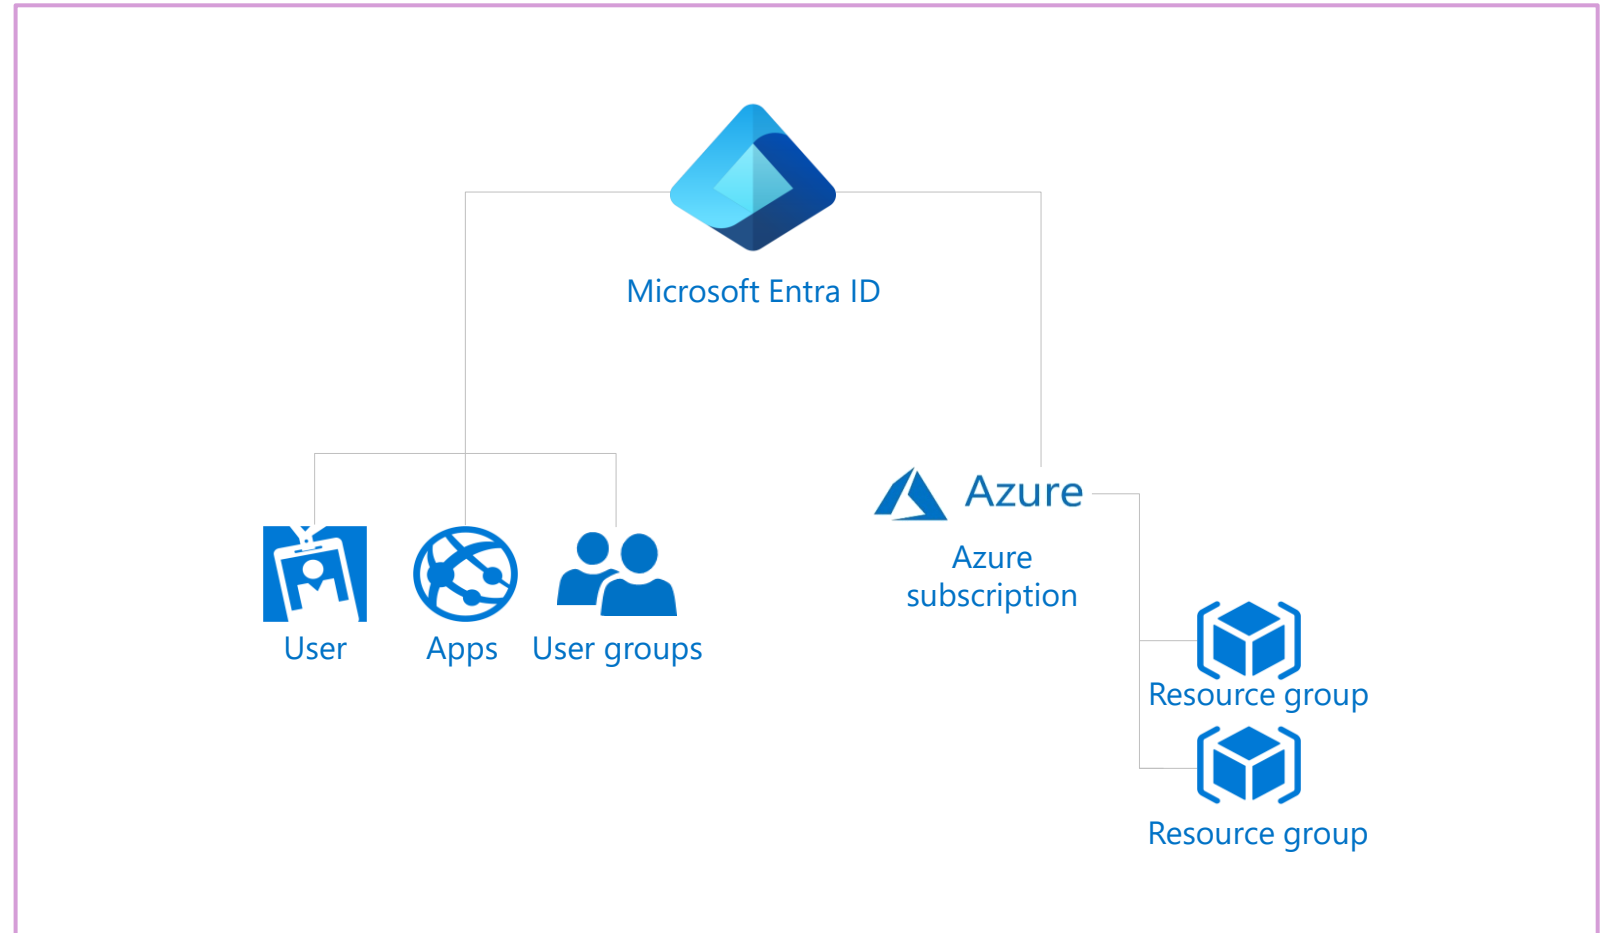 Microsoft Entra ID
Azure
Azure
subscription
User
Apps
User groups
Resource group
Resource group